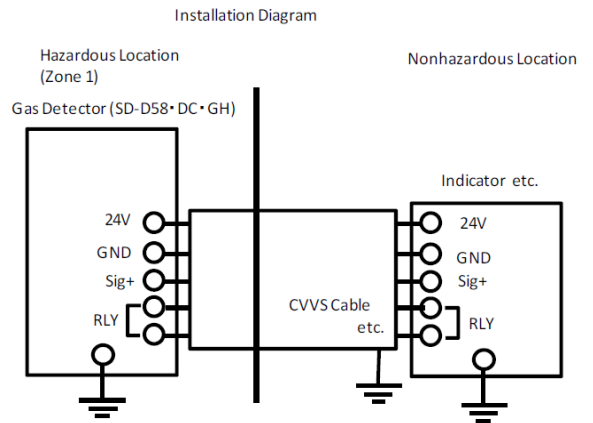 Installation Diagram
Hazardous Location
(Zone 1)
Nonhazardous Location
Gas Detector (SD-D58・DC・GH)
Indicator etc.
24V
GND
Sig+
RLY
CVVS Cable
etc.
24V
GND
Sig+
RLY